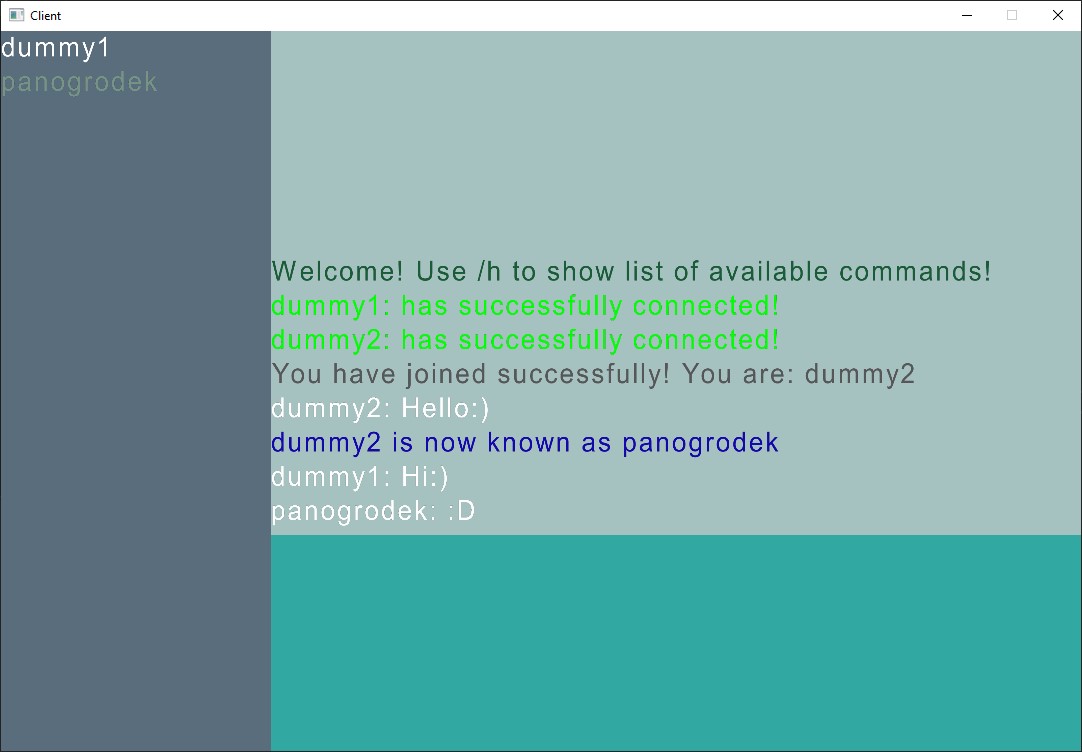 Client
dummy1
panogrodek
Welcome! Use /h to show list of available commands!
dummy1: has successfully connected!
dummy2: has successfully connected!
You have joined successfully! You are: dummy2
dummy2: Hello:)
dummy2 is now known as panogrodek
dummy1: Hi:)
panogrodek: :D